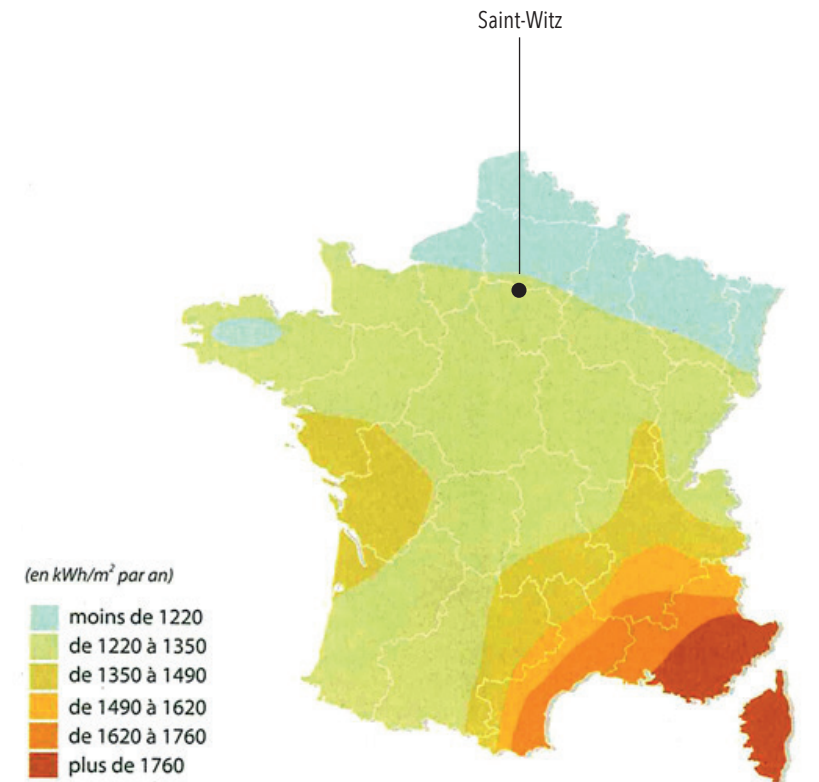 Saint-Witz
(en kWh/m² par an)
moins de 1220
de 1220 à 1350
de 1350 à 1490
de 1490 à 1620
de 1620 à 1760
plus de 1760